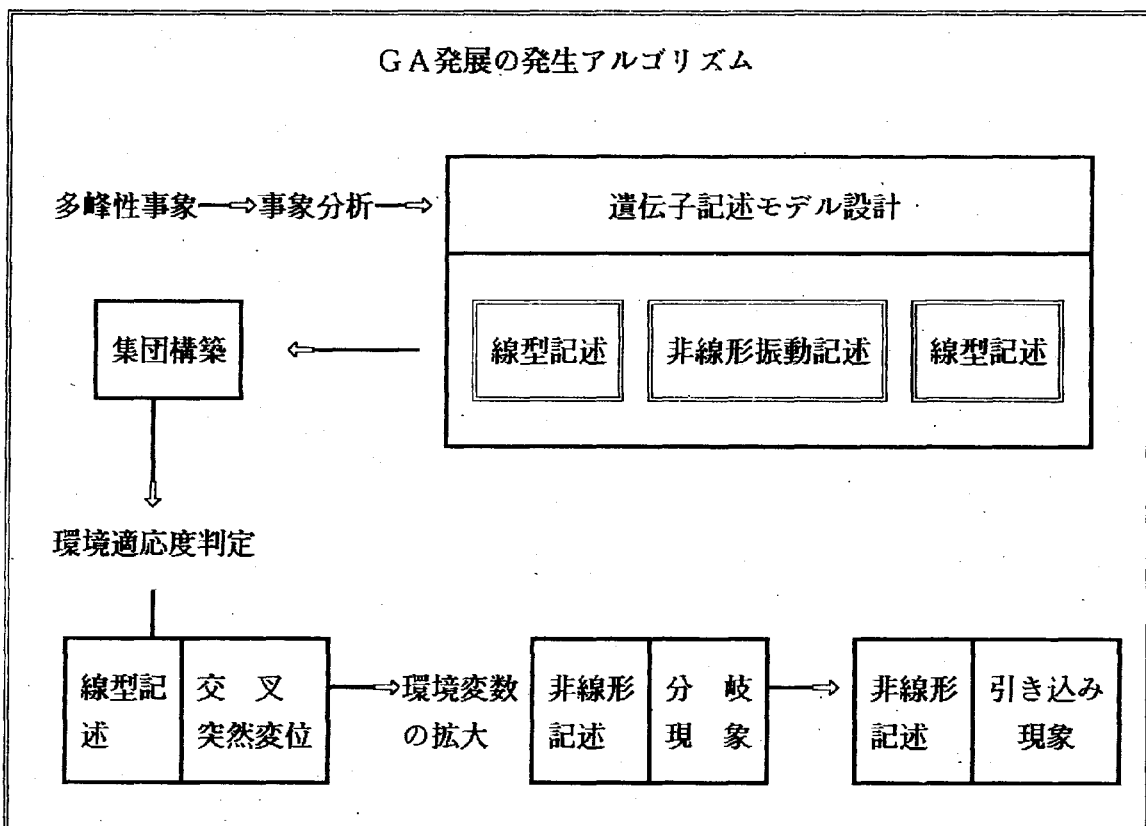 GA発展の発生アルゴリズム
多峰性事象⇒事象分析⇒
遺伝子記述モデル設計
線型記述
非線形振動記述
線型記述
集団構築
環境適応度判定
線型記
述
交 叉
突然変位
環境変数
の拡大
非線形
記述
分 岐
現 象
非線形
記述
引き込み
現象